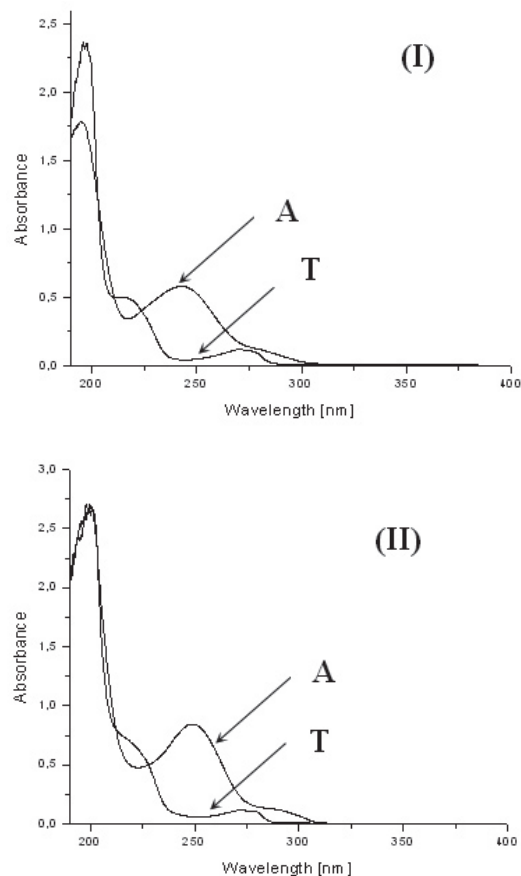 (I)
2,5
2,0
1,5
1,0
0,5
0,0
Absorbance
A
T
200 250 300 350 400
Wavelength [nm]
(II)
3,0
2,5
2,0
1,5
1,0
0,5
0,0
Absorbance
A
T
200 250 300 350 400
Wavelength [nm]